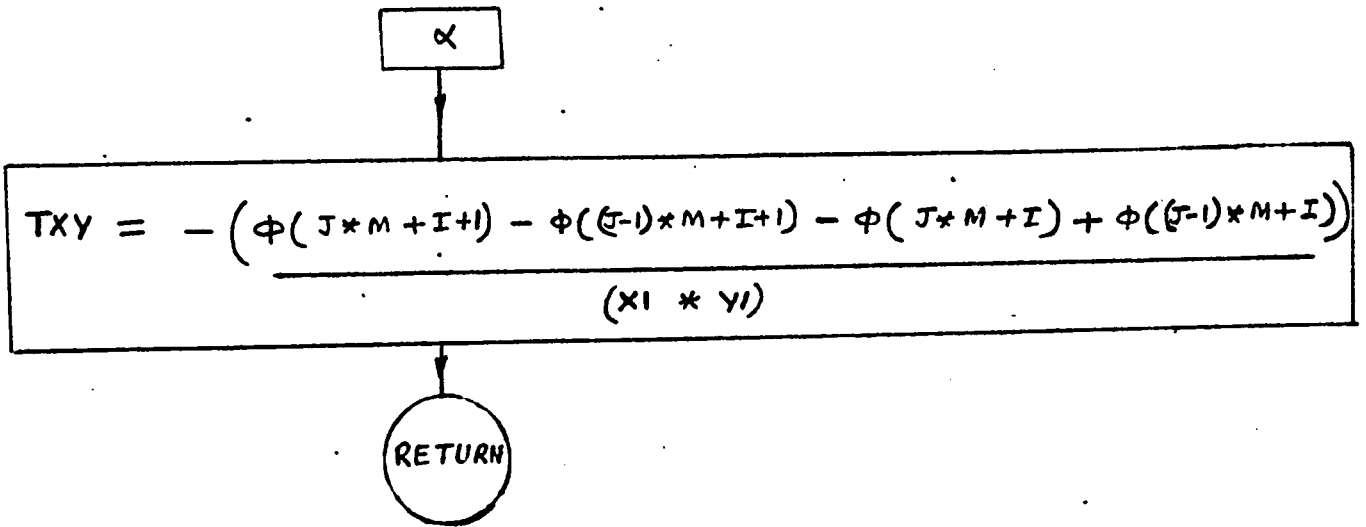 α
TXY = -(Φ( J*M+I+1) - Φ((J-1)*M+I+1) - Φ( J*M+I) + Φ((J-1)*M+I))
(X1 * Y1)
RETURN